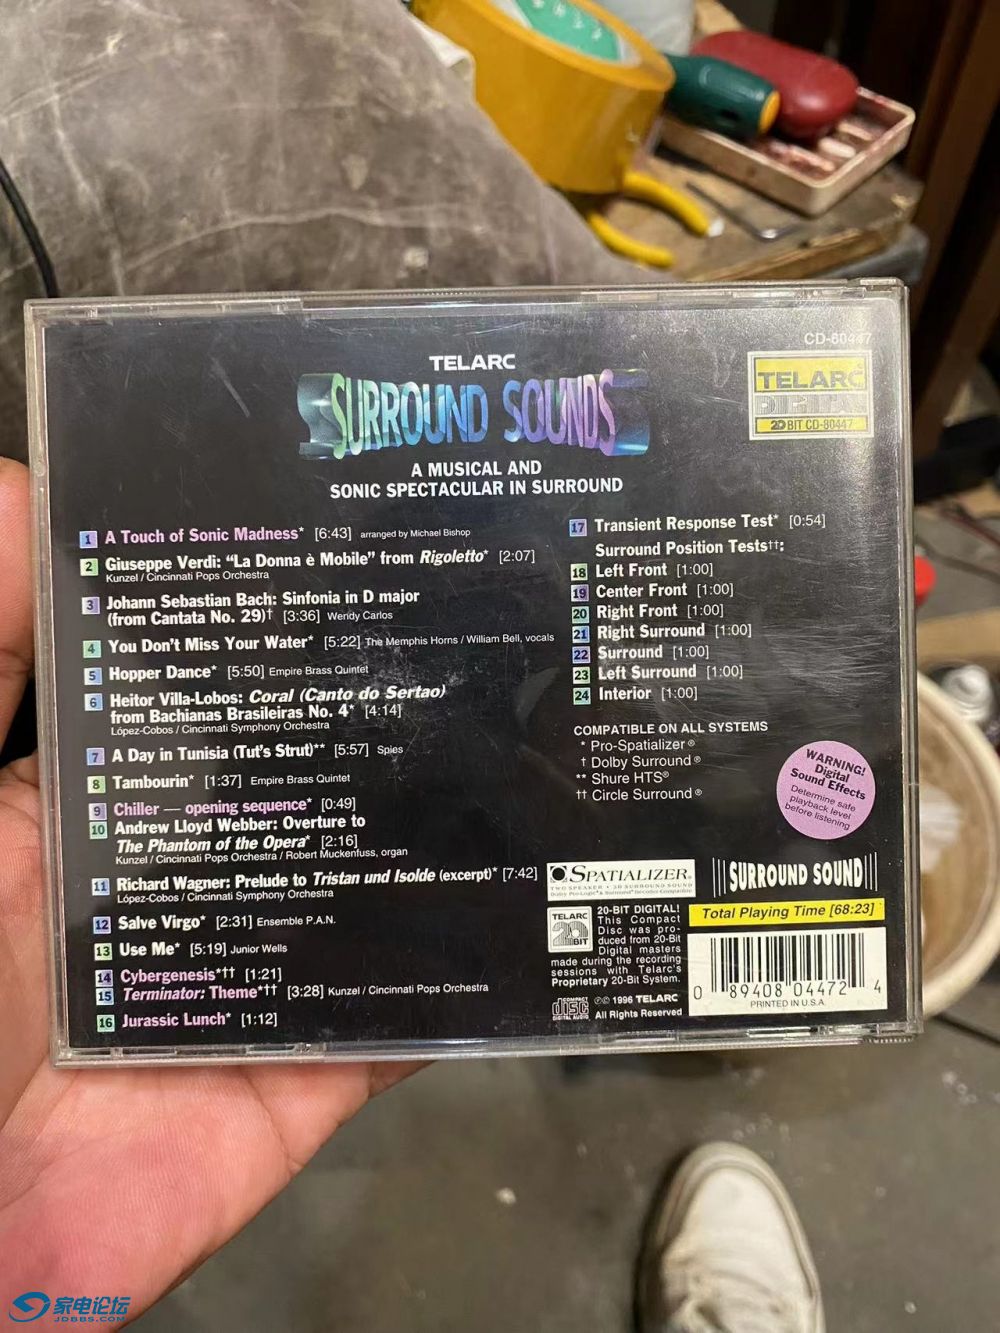 CD-80447
TELARC
SURROUND SOUNDS
A MUSICAL AND
SONIC SPECTACULAR IN SURROUND
TELARC
DIGITAL
20 BIT CD-80447
1 A Touch of Sonic Madness* [6:43] arranged by Michael Bishop
2 Giuseppe Verdi: “La Donna è Mobile” from Rigoletto* [2:07]
Kunzel / Cincinnati Pops Orchestra
3 Johann Sebastian Bach: Sinfonia in D major
(from Cantata No. 29)† [3:36] Wendy Carlos
4 You Don’t Miss Your Water* [5:22] The Memphis Horns / William Bell, vocals
5 Hopper Dance* [5:50] Empire Brass Quintet
6 Heitor Villa-Lobos: Coral (Canto do Sertao)
from Bachianas Brasileiras No. 4* [4:14]
López-Cobos / Cincinnati Symphony Orchestra
7 A Day in Tunisia (Tut’s Strut)** [5:57] Spies
8 Tambourin* [1:37] Empire Brass Quintet
9 Chiller — opening sequence* [0:49]
10 Andrew Lloyd Webber: Overture to
The Phantom of the Opera* [2:16]
Kunzel / Cincinnati Pops Orchestra / Robert Muckenfuss, organ
11 Richard Wagner: Prelude to Tristan und Isolde (excerpt)* [7:42]
López-Cobos / Cincinnati Symphony Orchestra
12 Salve Virgo* [2:31] Ensemble P.A.N.
13 Use Me* [5:19] Junior Wells
14 Cybergenesis*†† [1:21]
15 Terminator: Theme*†† [3:28] Kunzel / Cincinnati Pops Orchestra
16 Jurassic Lunch* [1:12]
17 Transient Response Test* [0:54]
Surround Position Tests††:
18 Left Front [1:00]
19 Center Front [1:00]
20 Right Front [1:00]
21 Right Surround [1:00]
22 Surround [1:00]
23 Left Surround [1:00]
24 Interior [1:00]
COMPATIBLE ON ALL SYSTEMS
* Pro-Spatializer®
† Dolby Surround®
** Shure HTS®
†† Circle Surround®
WARNING!
Digital
Sound Effects
Determine safe
playback level
before listening
SPATIALIZER.
TWO SPEAKER • 3D SURROUND SOUND
Dolby Pro-Logic® & Surround® Decoder Compatible
SURROUND SOUND
TELARC
20
BIT
20-BIT DIGITAL!
This Compact
Disc was pro-
duced from 20-Bit
Digital masters
made during the recording
sessions with Telarc’s
Proprietary 20-Bit System.
Total Playing Time [68:23]
COMPACT
disc
DIGITAL AUDIO
℗© 1996 TELARC
All Rights Reserved
0 89408 04472 4
PRINTED IN U.S.A.
家电论坛
JDBBS.COM